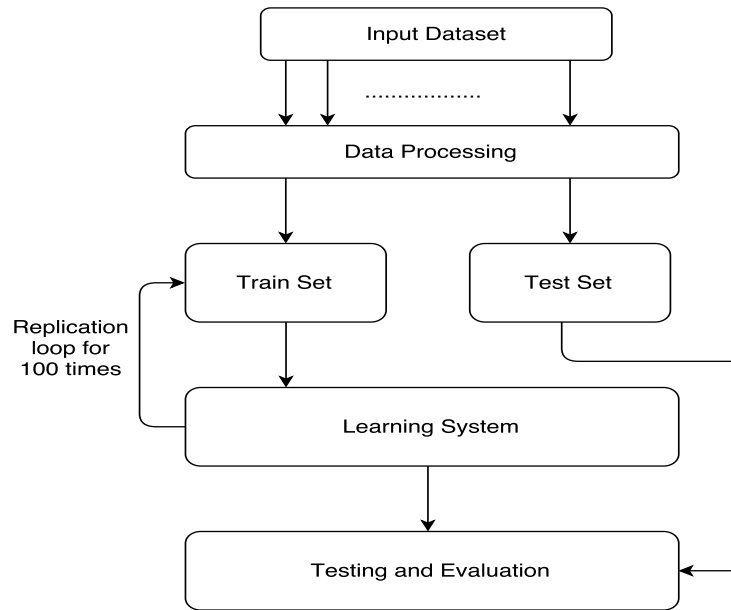 Input Dataset
Data Processing
Train Set
Test Set
Replication
loop for
100 times
Learning System
Testing and Evaluation